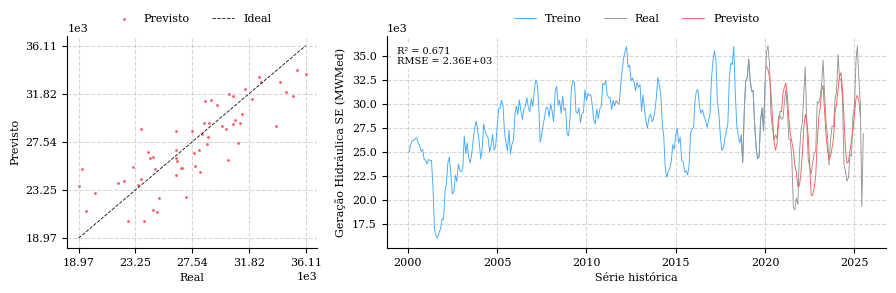 Previsto Ideal
1e3
36.11
31.82
27.54
23.25
18.97
Previsto
18.97 23.25 27.54 31.82 36.11
1e3
Real
Treino Real Previsto
1e3
R² = 0.671
RMSE = 2.36E+03
35.0
32.5
30.0
27.5
25.0
22.5
20.0
17.5
Geração Hidráulica SE (MWMed)
2000 2005 2010 2015 2020 2025
Série histórica